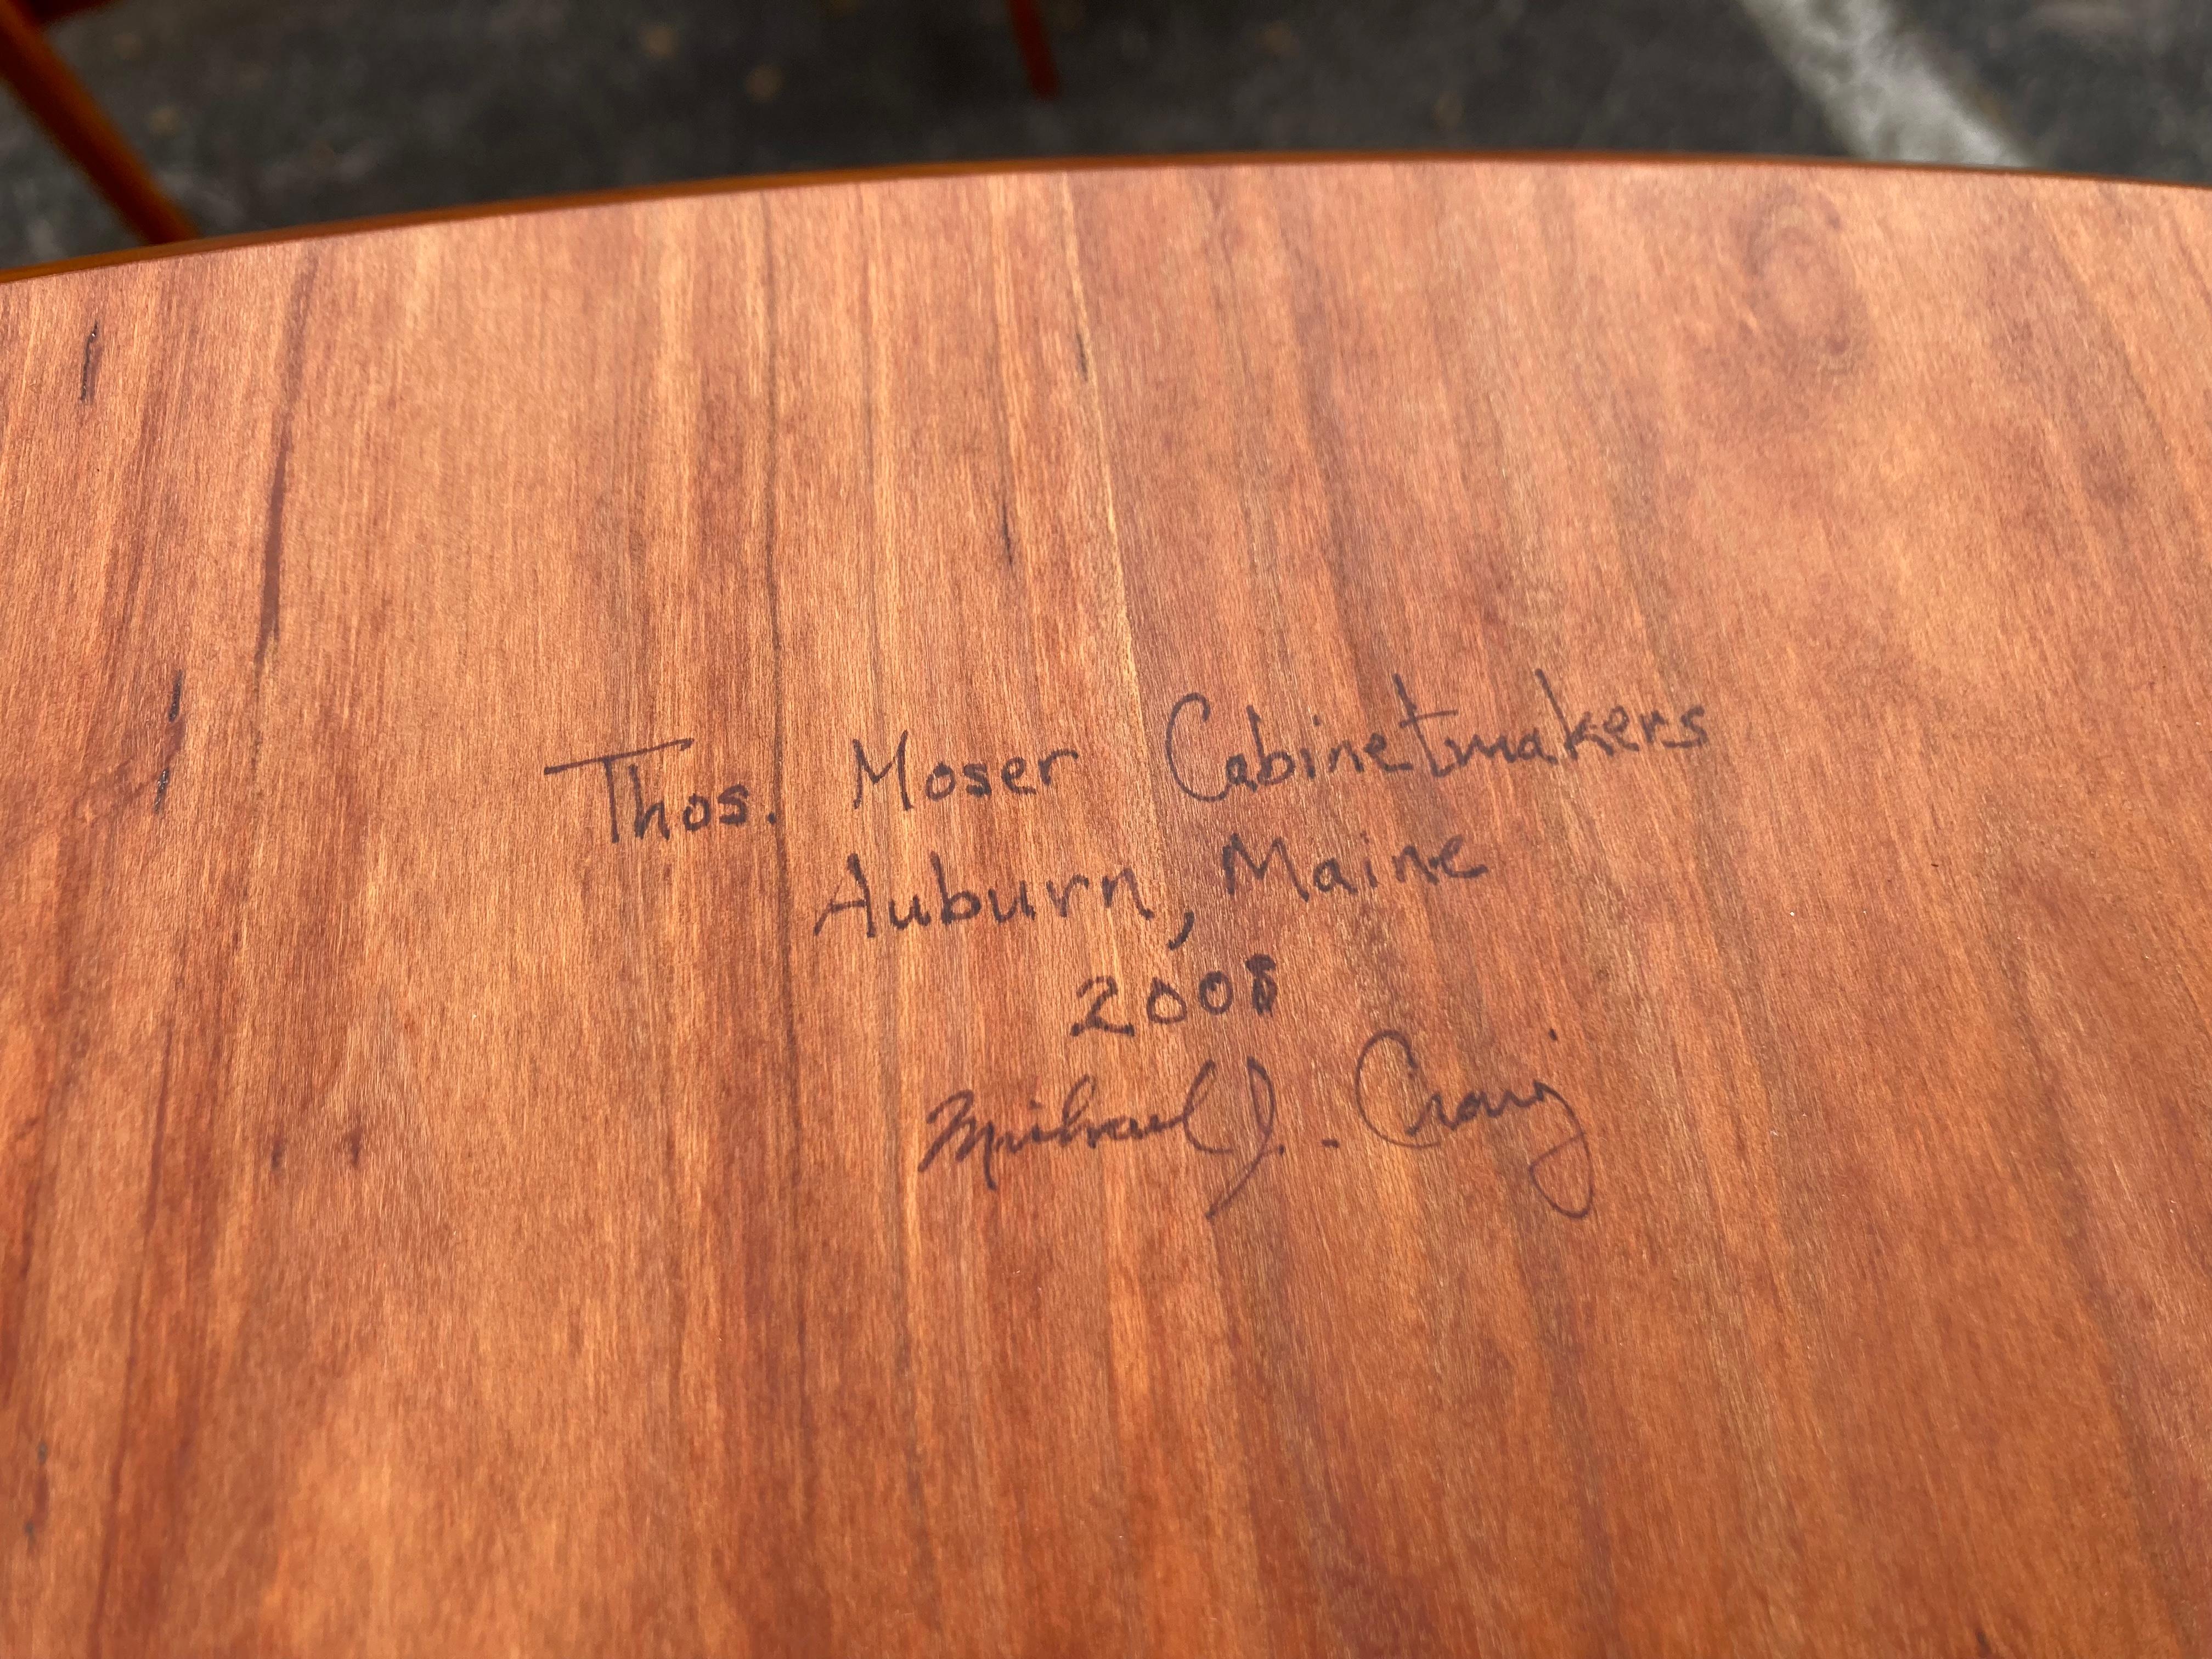 Thos. Moser Cabinetmakers
Auburn, Maine
2008
Michael J. Craig